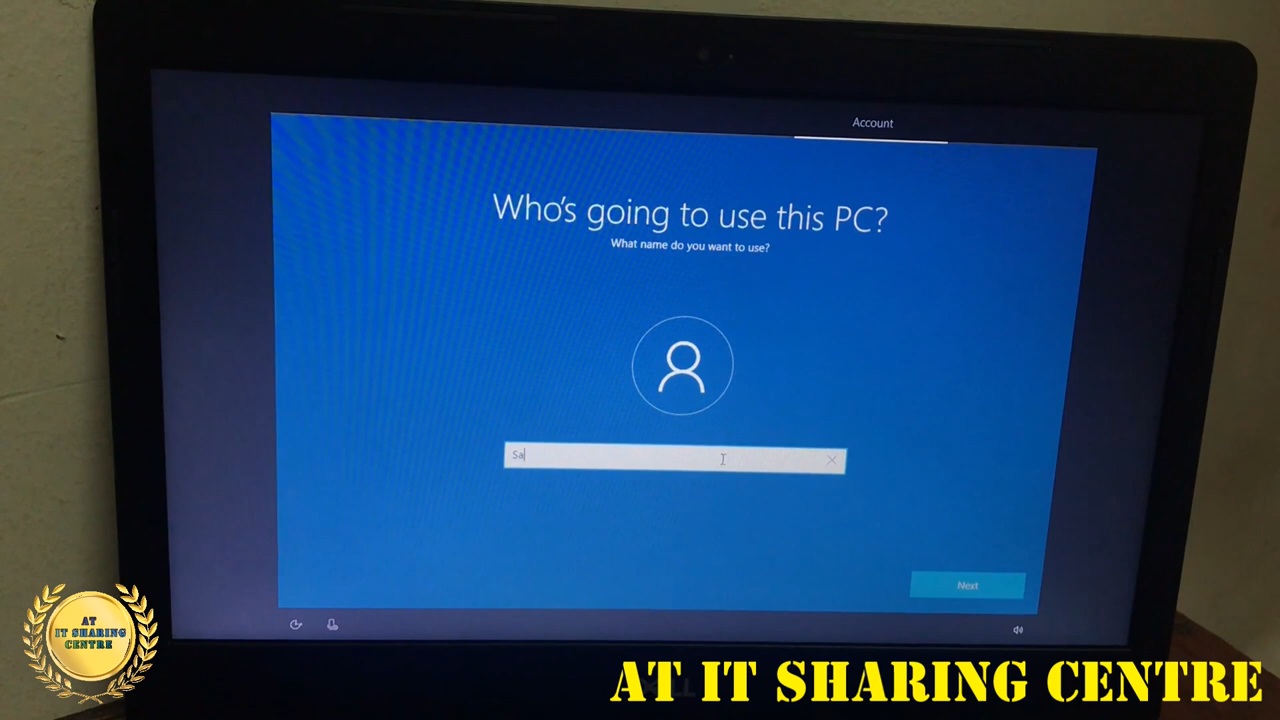 Account
Who's going to use this PC?
What name do you want to use?
Sa
Next
AT
IT SHARING
CENTRE
AT IT SHARING CENTRE